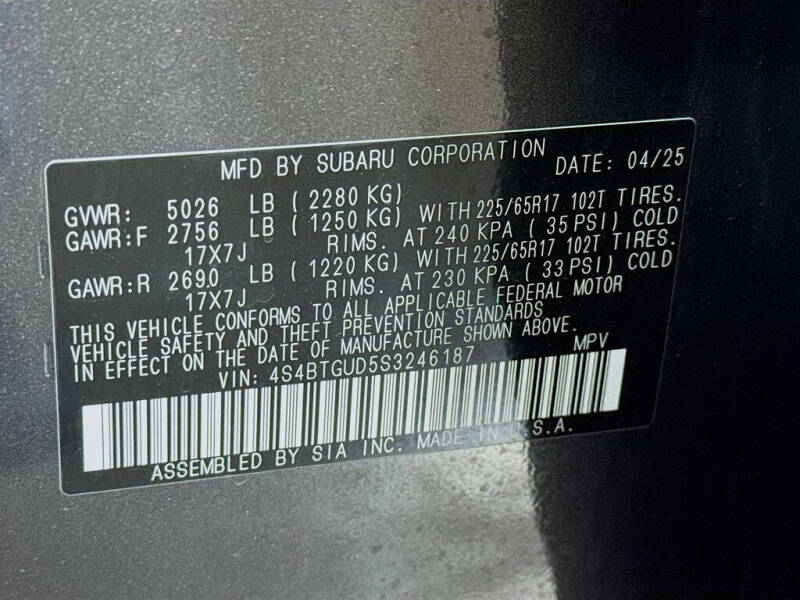 MFD BY SUBARU CORPORATION DATE: 04/25
GVWR: 5026 LB (2280 KG)
GAWR:F 2756 LB (1250 KG) WITH 225/65R17 102T TIRES.
17X7J RIMS. AT 240 KPA (35 PSI) COLD
GAWR:R 2690 LB (1220 KG) WITH 225/65R17 102T TIRES.
17X7J RIMS. AT 230 KPA (33 PSI) COLD
THIS VEHICLE CONFORMS TO ALL APPLICABLE FEDERAL MOTOR
VEHICLE SAFETY AND THEFT PREVENTION STANDARDS
IN EFFECT ON THE DATE OF MANUFACTURE SHOWN ABOVE.
VIN: 4S4BTGUD5S3246187 MPV
ASSEMBLED BY SIA INC. MADE IN U.S.A.